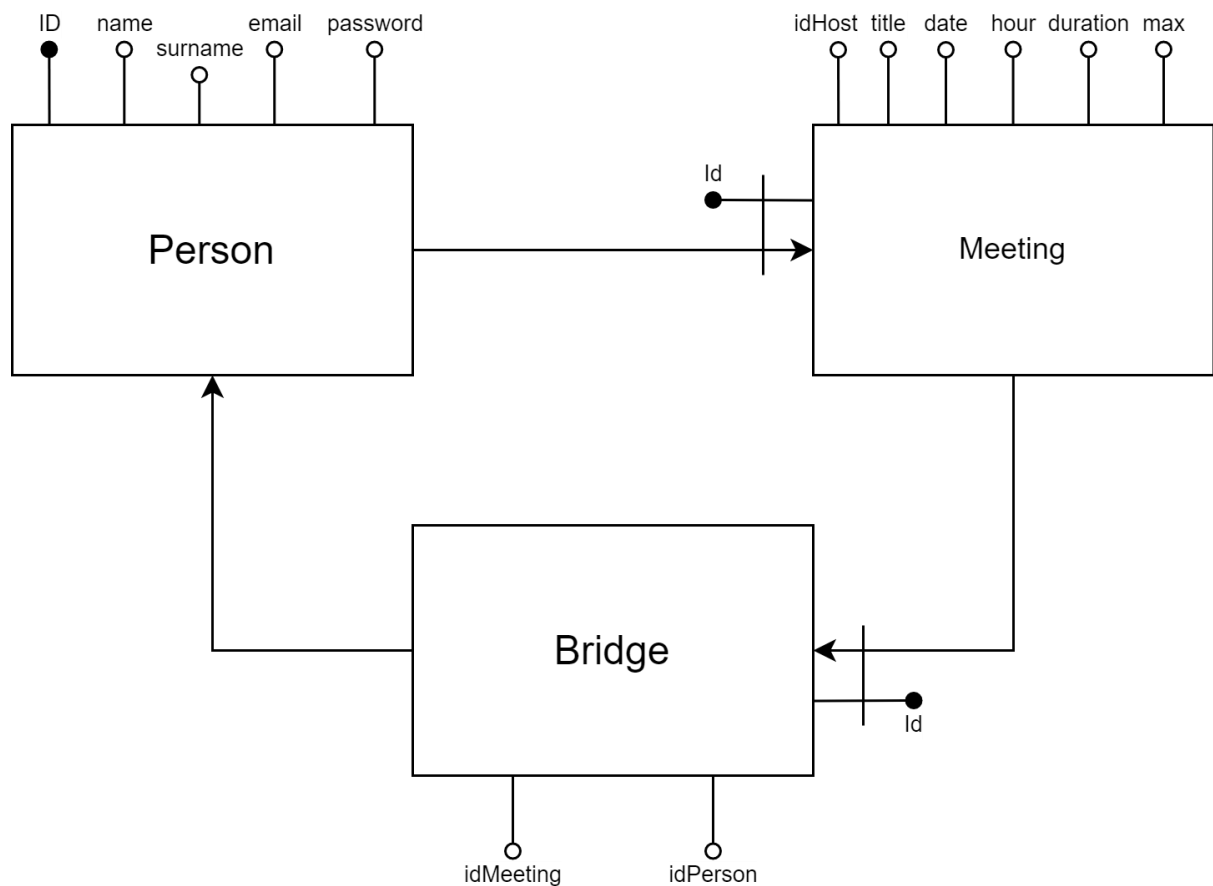 ID
name
surname
email
password
idHost
title
date
hour
duration
max
Id
Person
Meeting
Bridge
Id
idMeeting
idPerson